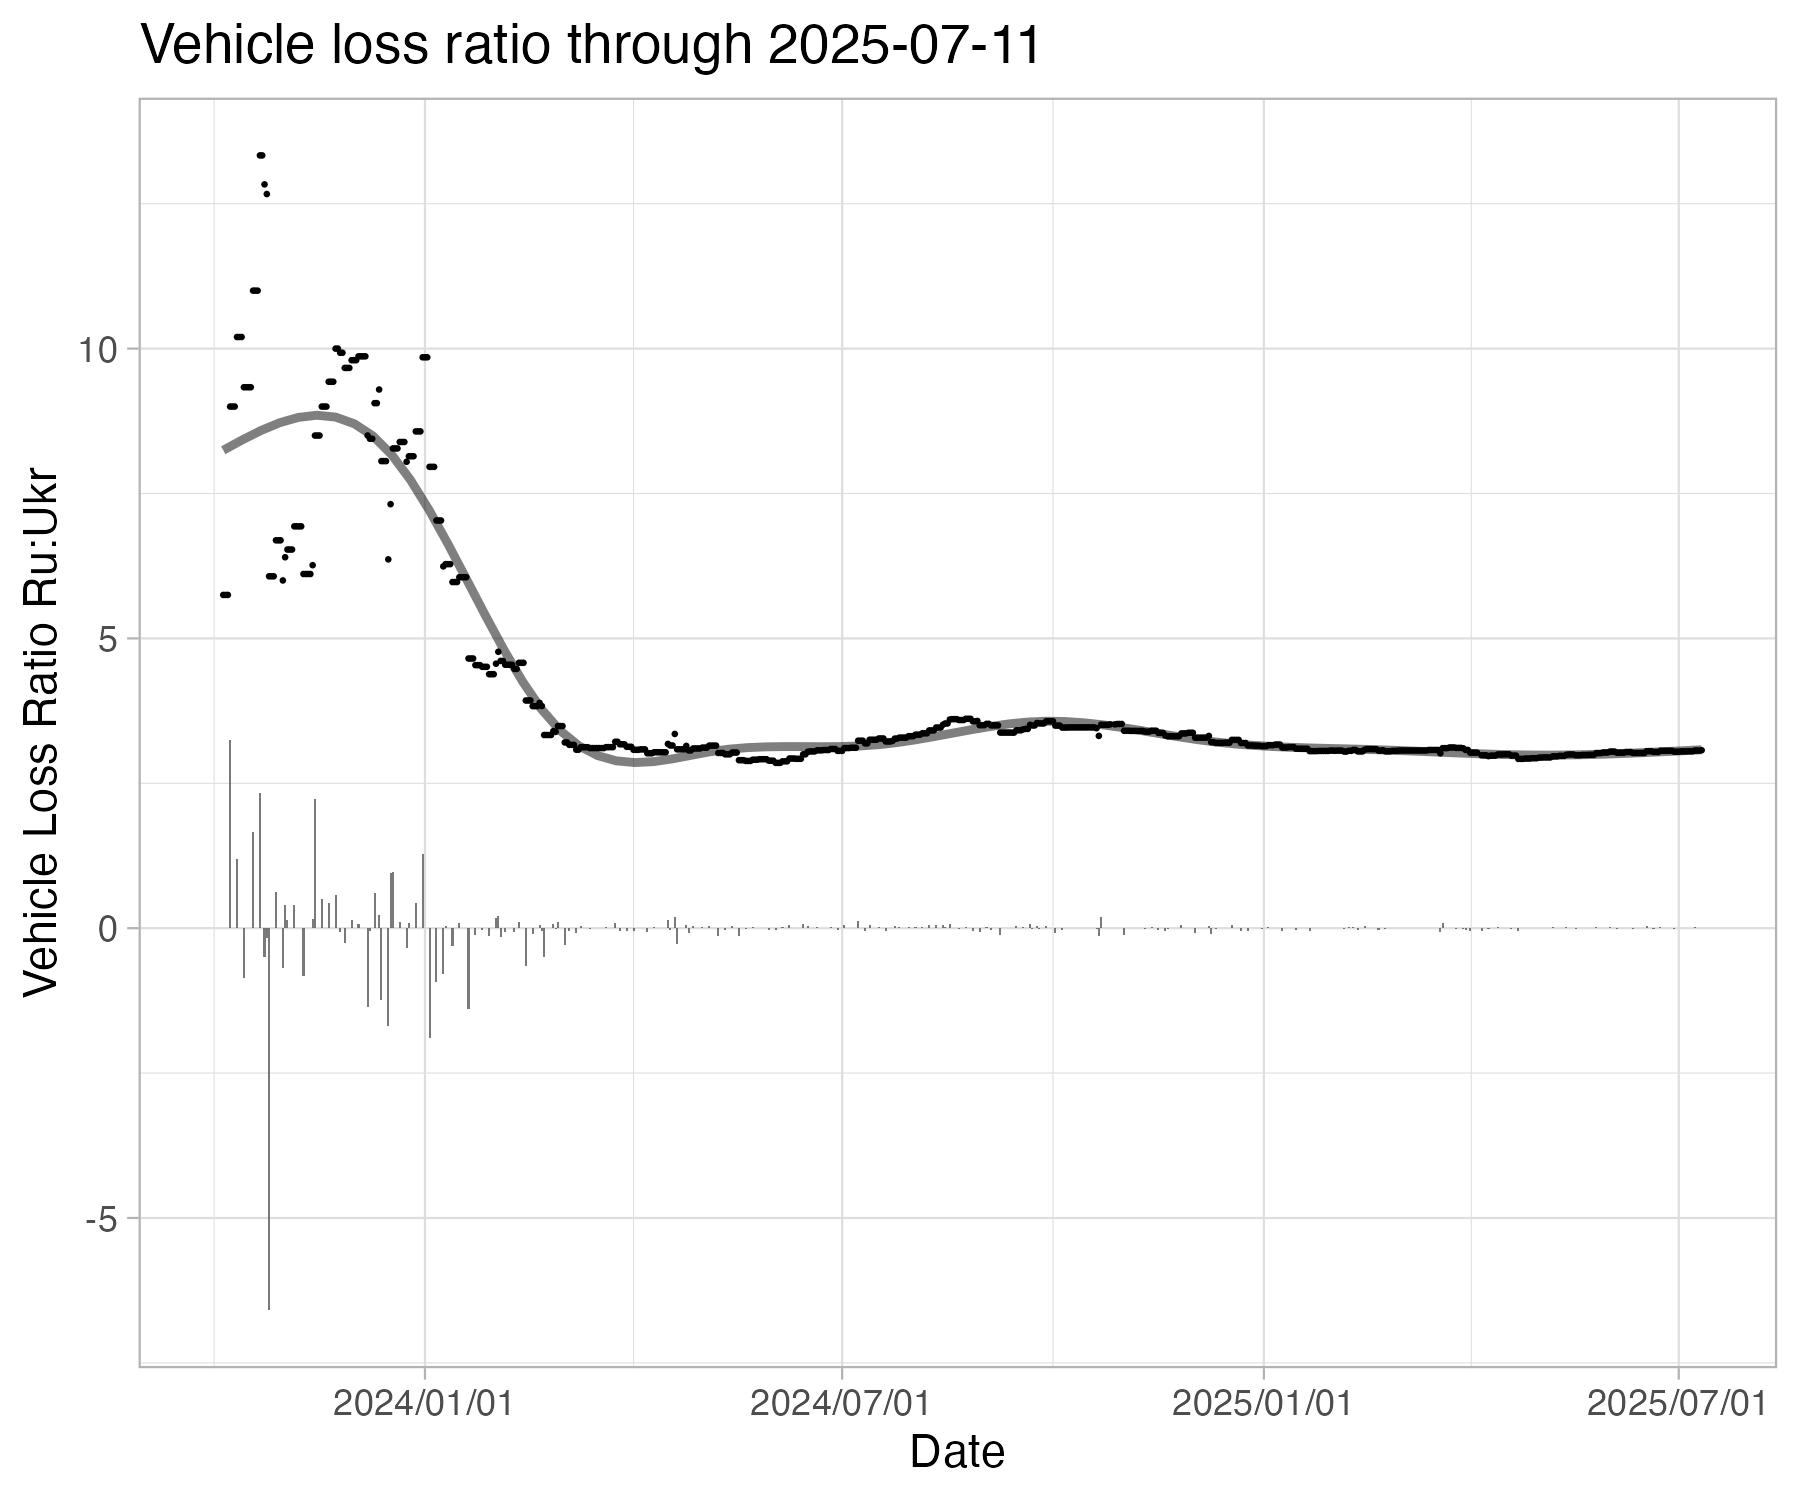 Vehicle loss ratio through 2025-07-11
Vehicle Loss Ratio Ru:Ukr
10
5
0
-5
2024/01/01
2024/07/01
2025/01/01
2025/07/01
Date